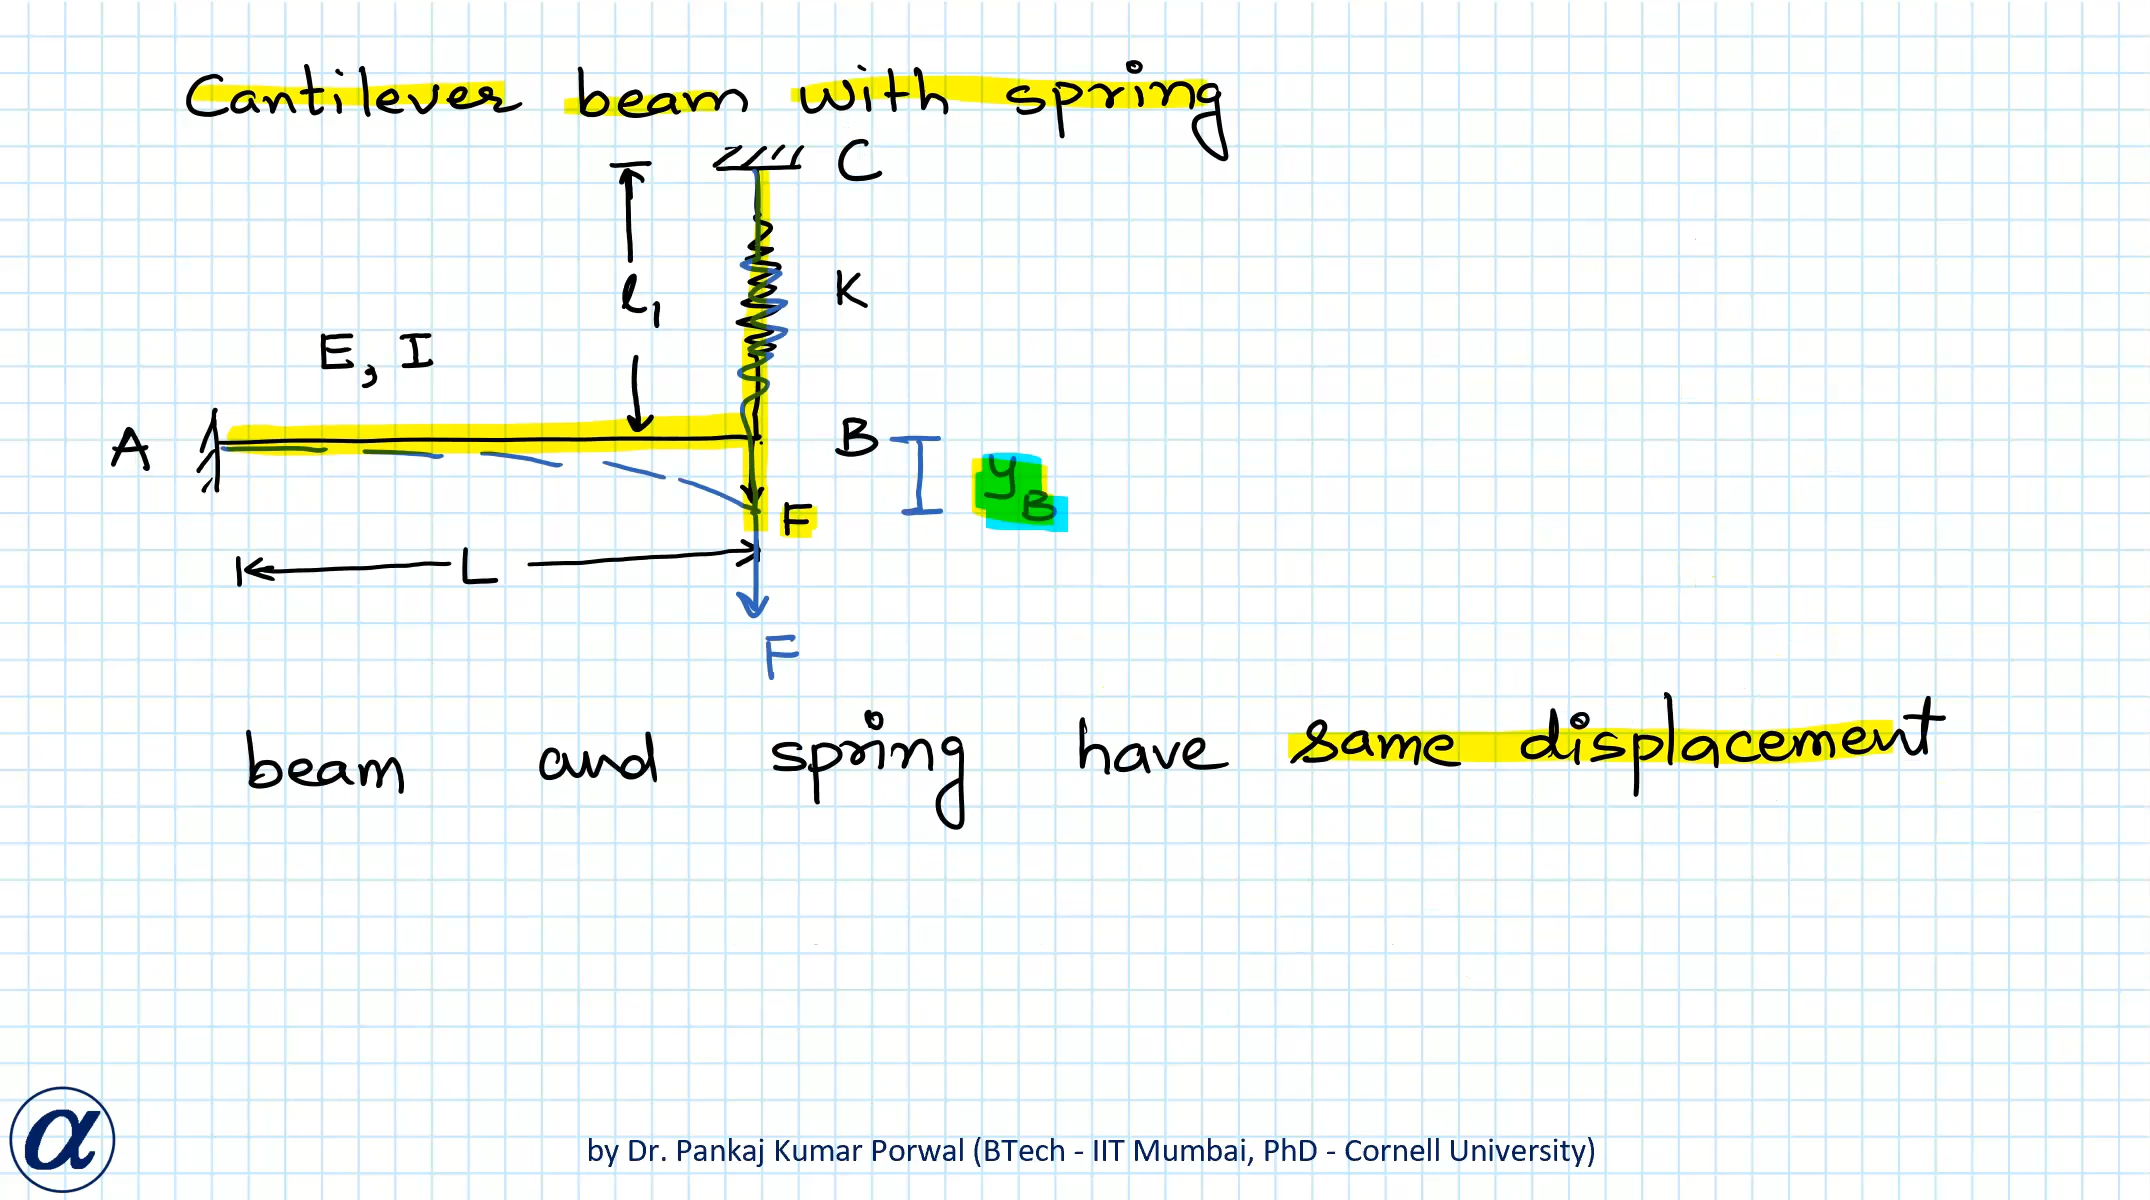 Cantilever beam with spring
C
l1
K
E, I
A
B
yB
F
L
F
beam and spring have same displacement
α
by Dr. Pankaj Kumar Porwal (BTech - IIT Mumbai, PhD - Cornell University)